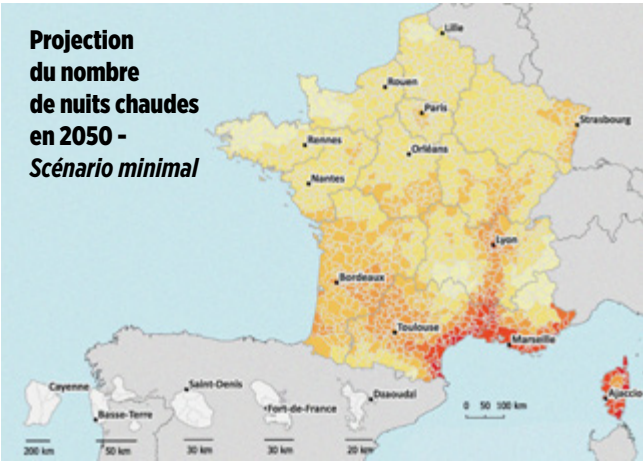 Projection
du nombre
de nuits chaudes
en 2050 -
Scénario minimal
Lille
Rouen
Paris
Strasbourg
Rennes
Orléans
Nantes
Lyon
Bordeaux
Toulouse
Marseille
Ajaccio
Cayenne
Basse-Terre
Saint-Denis
Fort-de-France
Dzaoudzi
0 50 100 km
200 km
50 km
30 km
30 km
20 km